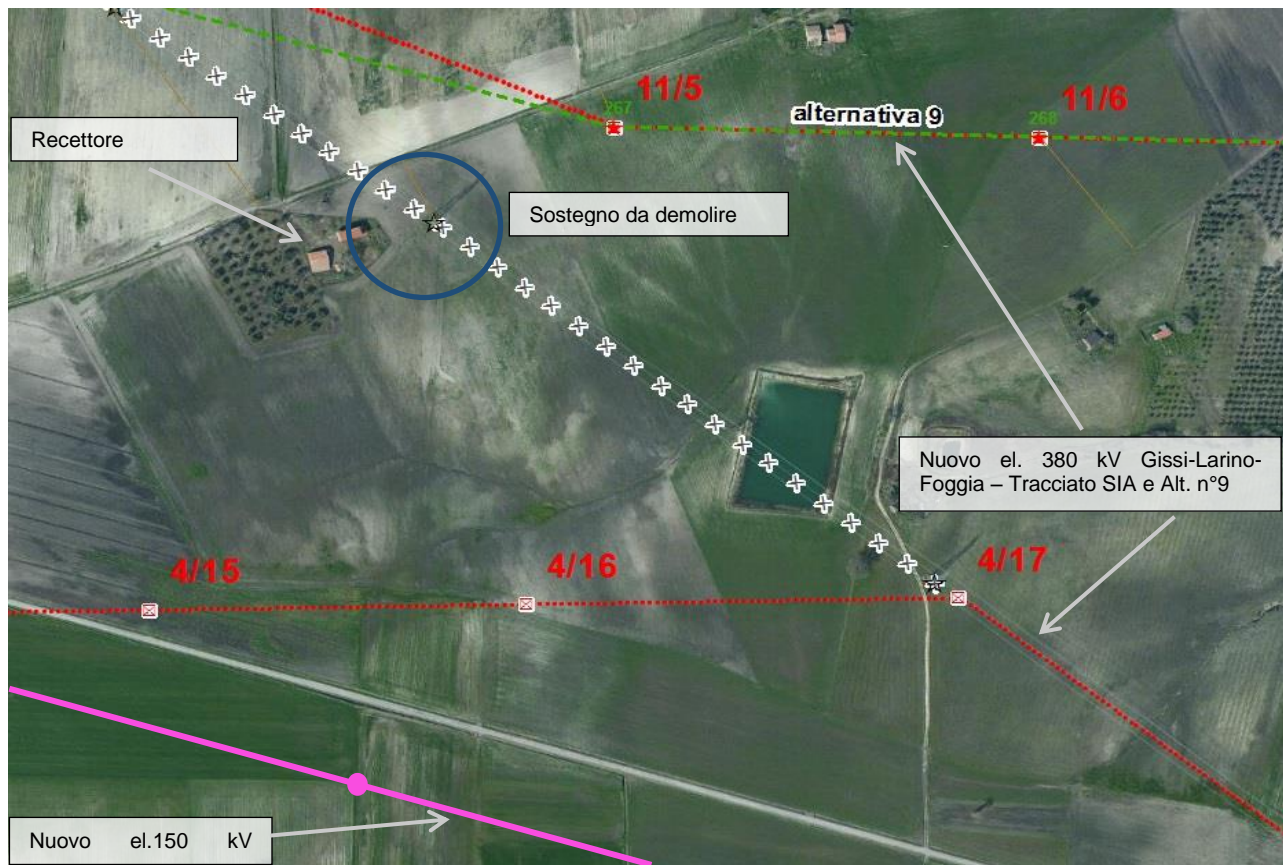 11/5
11/6
267
268
alternativa 9
Recettore
Sostegno da demolire
Nuovo el. 380 kV Gissi-Larino-
Foggia – Tracciato SIA e Alt. n°9
4/15
4/16
4/17
Nuovo el.150 kV